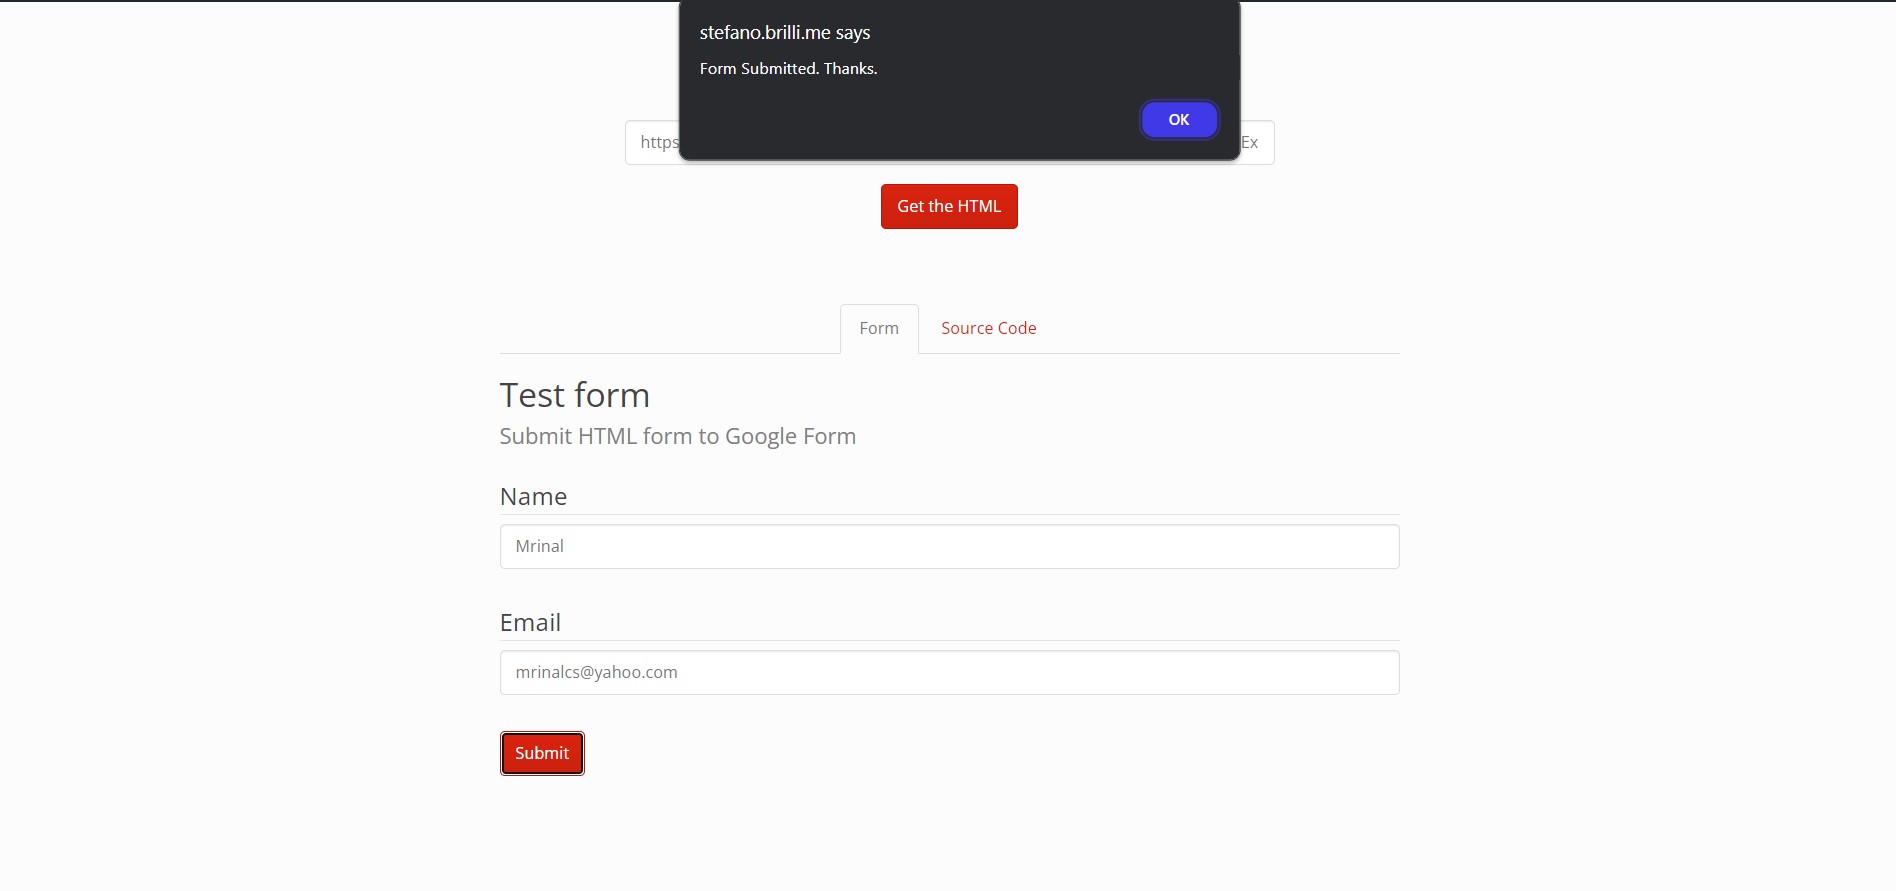 stefano.brilli.me says
Form Submitted. Thanks.
OK
https
Ex
Get the HTML
Form
Source Code
Test form
Submit HTML form to Google Form
Name
Mrinal
Email
mrinalcs@yahoo.com
Submit